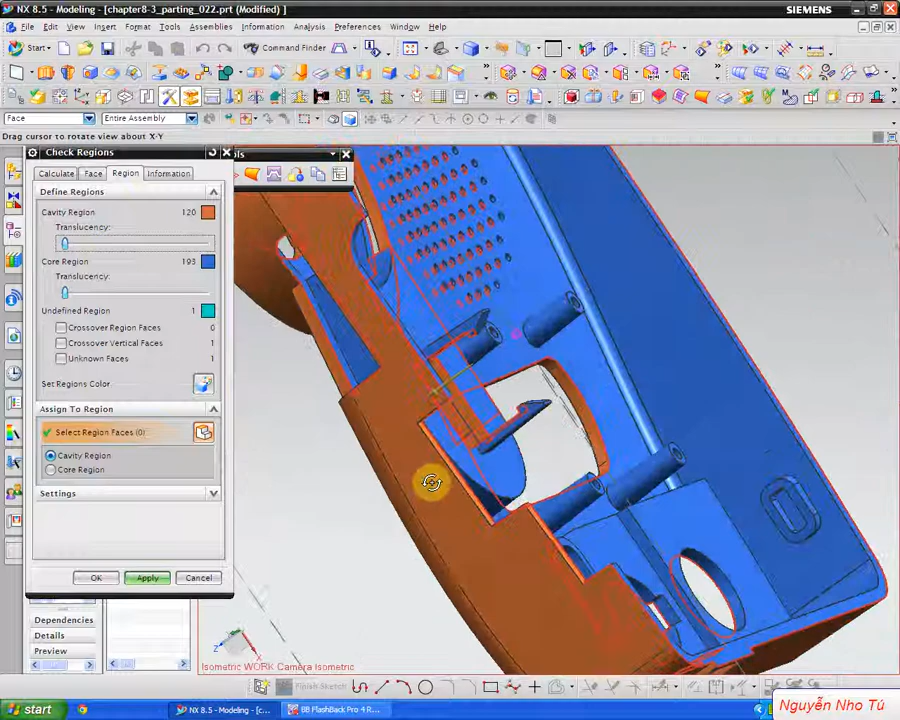 NX 8.5 - Modeling - [chapter8-3_parting_022.prt (Modified) ]
SIEMENS
File Edit View Insert Format Tools Assemblies Information Analysis Preferences Window Help
Start
Command Finder
Face
Entire Assembly
Drag cursor to rotate view about X-Y
Check Regions
ols
Calculate Face Region Information
Define Regions
Cavity Region 120
Translucency:
Core Region 193
Translucency:
Undefined Region 1
Crossover Region Faces 0
Crossover Vertical Faces 1
Unknown Faces 1
Set Regions Color
Assign To Region
Select Region Faces (0)
Cavity Region
Core Region
Settings
OK Apply Cancel
Dependencies
Details
Preview
Z
X
Isometric WORK Camera Isometric
Finish Sketch
start
NX 8.5 - Modeling - [c...
BB FlashBack Pro 4 R...
Nguyễn Nho Tú